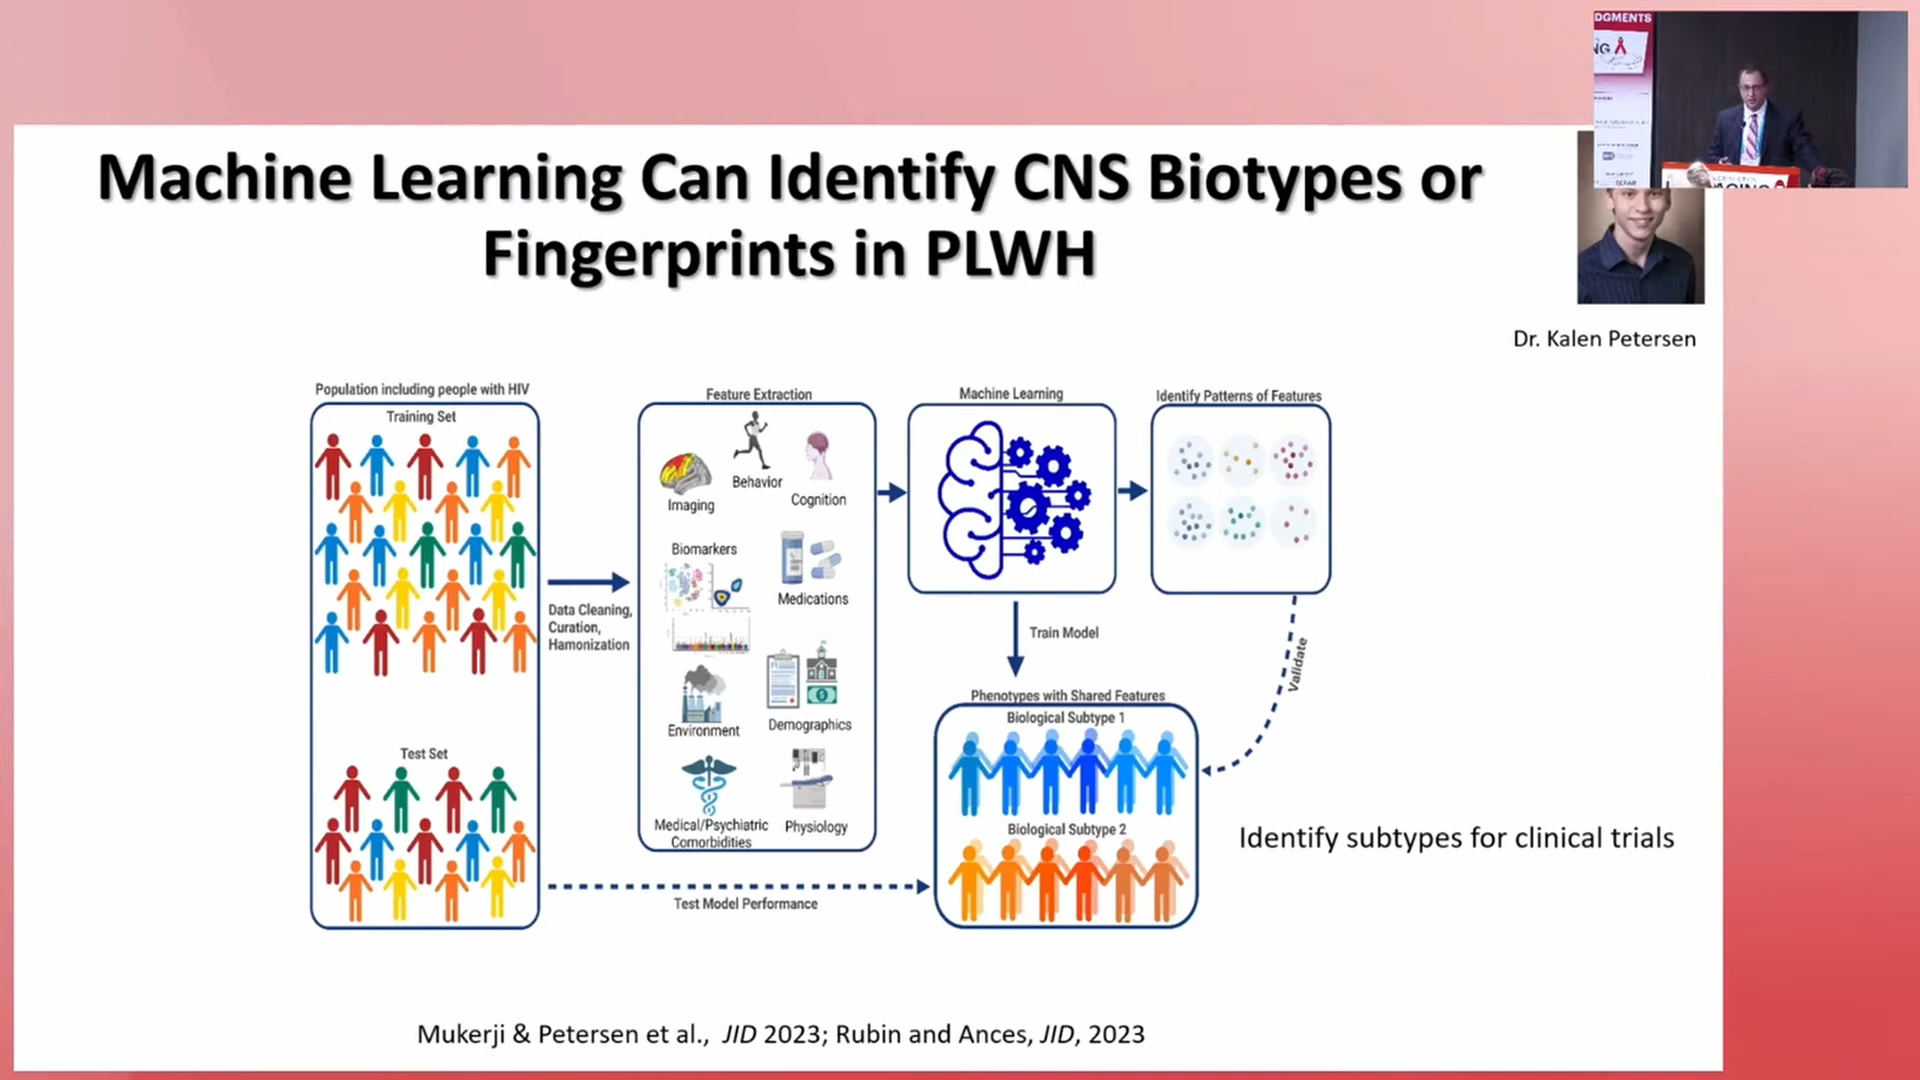 DGMENTS
NG
Machine Learning Can Identify CNS Biotypes or
Fingerprints in PLWH
Dr. Kalen Petersen
Population including people with HIV
Training Set
Test Set
Data Cleaning,
Curation,
Hamonization
Feature Extraction
Imaging
Behavior
Cognition
Biomarkers
Medications
Environment
Demographics
Medical/Psychiatric
Comorbidities
Physiology
Machine Learning
Identify Patterns of Features
Train Model
Validate
Phenotypes with Shared Features
Biological Subtype 1
Biological Subtype 2
Test Model Performance
Identify subtypes for clinical trials
Mukerji & Petersen et al., JID 2023; Rubin and Ances, JID, 2023